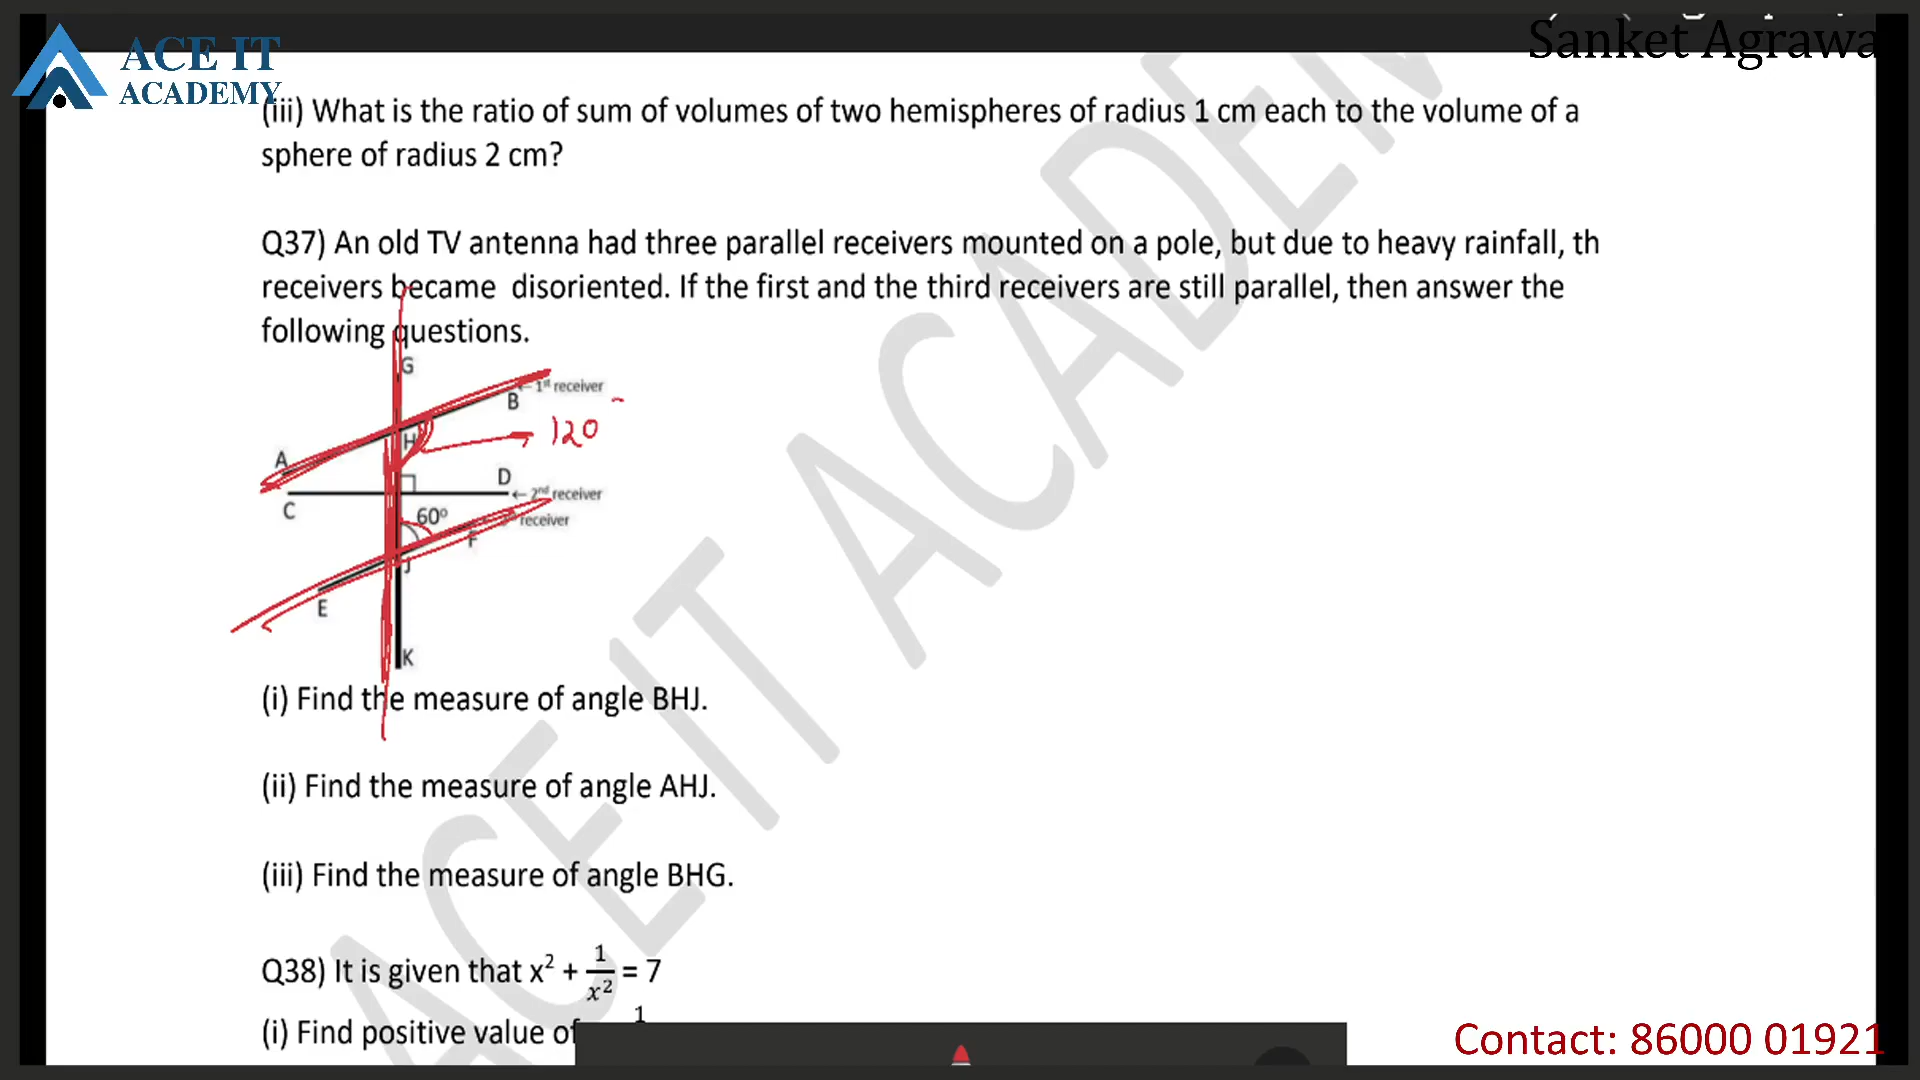 Sanket Agrawa
ACE IT
ACADEMY
(iii) What is the ratio of sum of volumes of two hemispheres of radius 1 cm each to the volume of a
sphere of radius 2 cm?
Q37) An old TV antenna had three parallel receivers mounted on a pole, but due to heavy rainfall, th
receivers became disoriented. If the first and the third receivers are still parallel, then answer the
following questions.
G
← 1st receiver
B
H
120
A
D
← 2nd receiver
C
60°
receiver
F
J
E
K
(i) Find the measure of angle BHJ.
(ii) Find the measure of angle AHJ.
(iii) Find the measure of angle BHG.
Q38) It is given that x² + 1/x² = 7
(i) Find positive value of
1
Contact: 86000 01921
ACE IT ACADEM